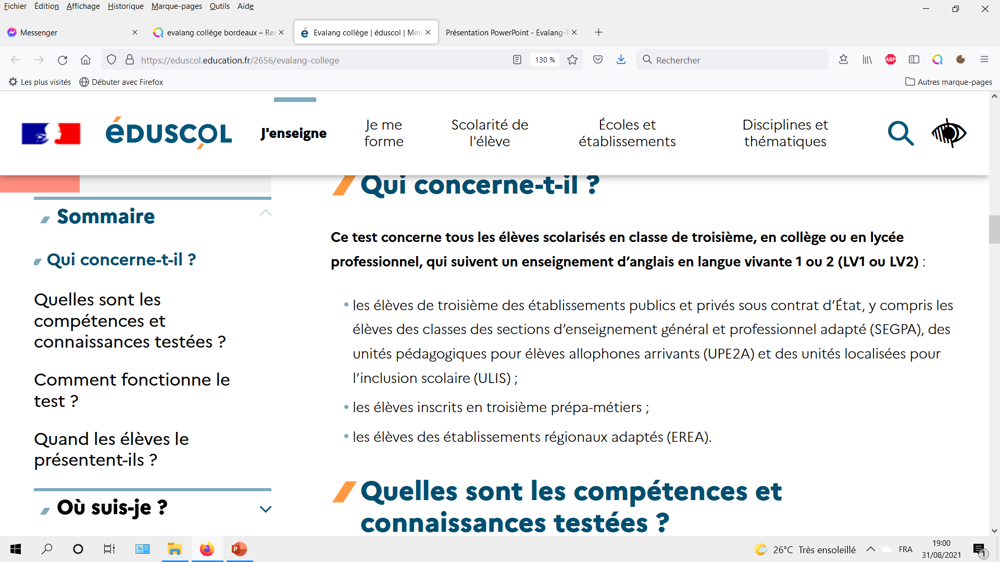 Fichier Édition Affichage Historique Marque-pages Outils Aide
Messenger
evalang collège bordeaux – Rec
Evalang collège | éduscol | Mini
Présentation PowerPoint - Evalang-P
https://eduscol.education.fr/2656/evalang-college
130 %
Rechercher
ABP
Les plus visités
Débuter avec Firefox
Autres marque-pages
éduscol
J'enseigne
Je me
forme
Scolarité de
l'élève
Écoles et
établissements
Disciplines et
thématiques
Sommaire
Qui concerne-t-il ?
Quelles sont les
compétences et
connaissances testées ?
Comment fonctionne le
test ?
Quand les élèves le
présentent-ils ?
Où suis-je ?
Qui concerne-t-il ?
Ce test concerne tous les élèves scolarisés en classe de troisième, en collège ou en lycée
professionnel, qui suivent un enseignement d’anglais en langue vivante 1 ou 2 (LV1 ou LV2) :
• les élèves de troisième des établissements publics et privés sous contrat d’État, y compris les
élèves des classes des sections d’enseignement général et professionnel adapté (SEGPA), des
unités pédagogiques pour élèves allophones arrivants (UPE2A) et des unités localisées pour
l’inclusion scolaire (ULIS) ;
• les élèves inscrits en troisième prépa-métiers ;
• les élèves des établissements régionaux adaptés (EREA).
Quelles sont les compétences et
connaissances testées ?
26°C Très ensoleillé
FRA
19:00
31/08/2021
1